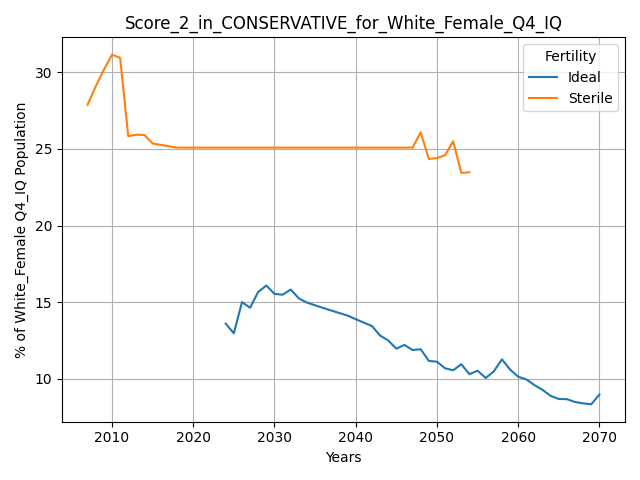 Score_2_in_CONSERVATIVE_for_White_Female_Q4_IQ
Fertility
Ideal
Sterile
% of White_Female Q4_IQ Population
30
25
20
15
10
2010 2020 2030 2040 2050 2060 2070
Years